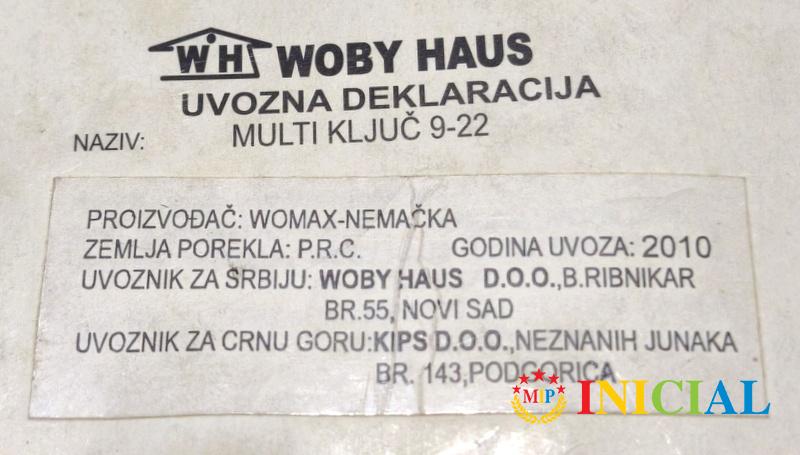 WH WOBY HAUS
UVOZNA DEKLARACIJA
NAZIV: MULTI KLJUČ 9-22
PROIZVOĐAČ: WOMAX-NEMAČKA
ZEMLJA POREKLA: P.R.C. GODINA UVOZA: 2010
UVOZNIK ZA SRBIJU: WOBY HAUS D.O.O.,B.RIBNIKAR
BR.55, NOVI SAD
UVOZNIK ZA CRNU GORU:KIPS D.O.O.,NEZNANIH JUNAKA
BR. 143,PODGORICA
MIP INICIAL